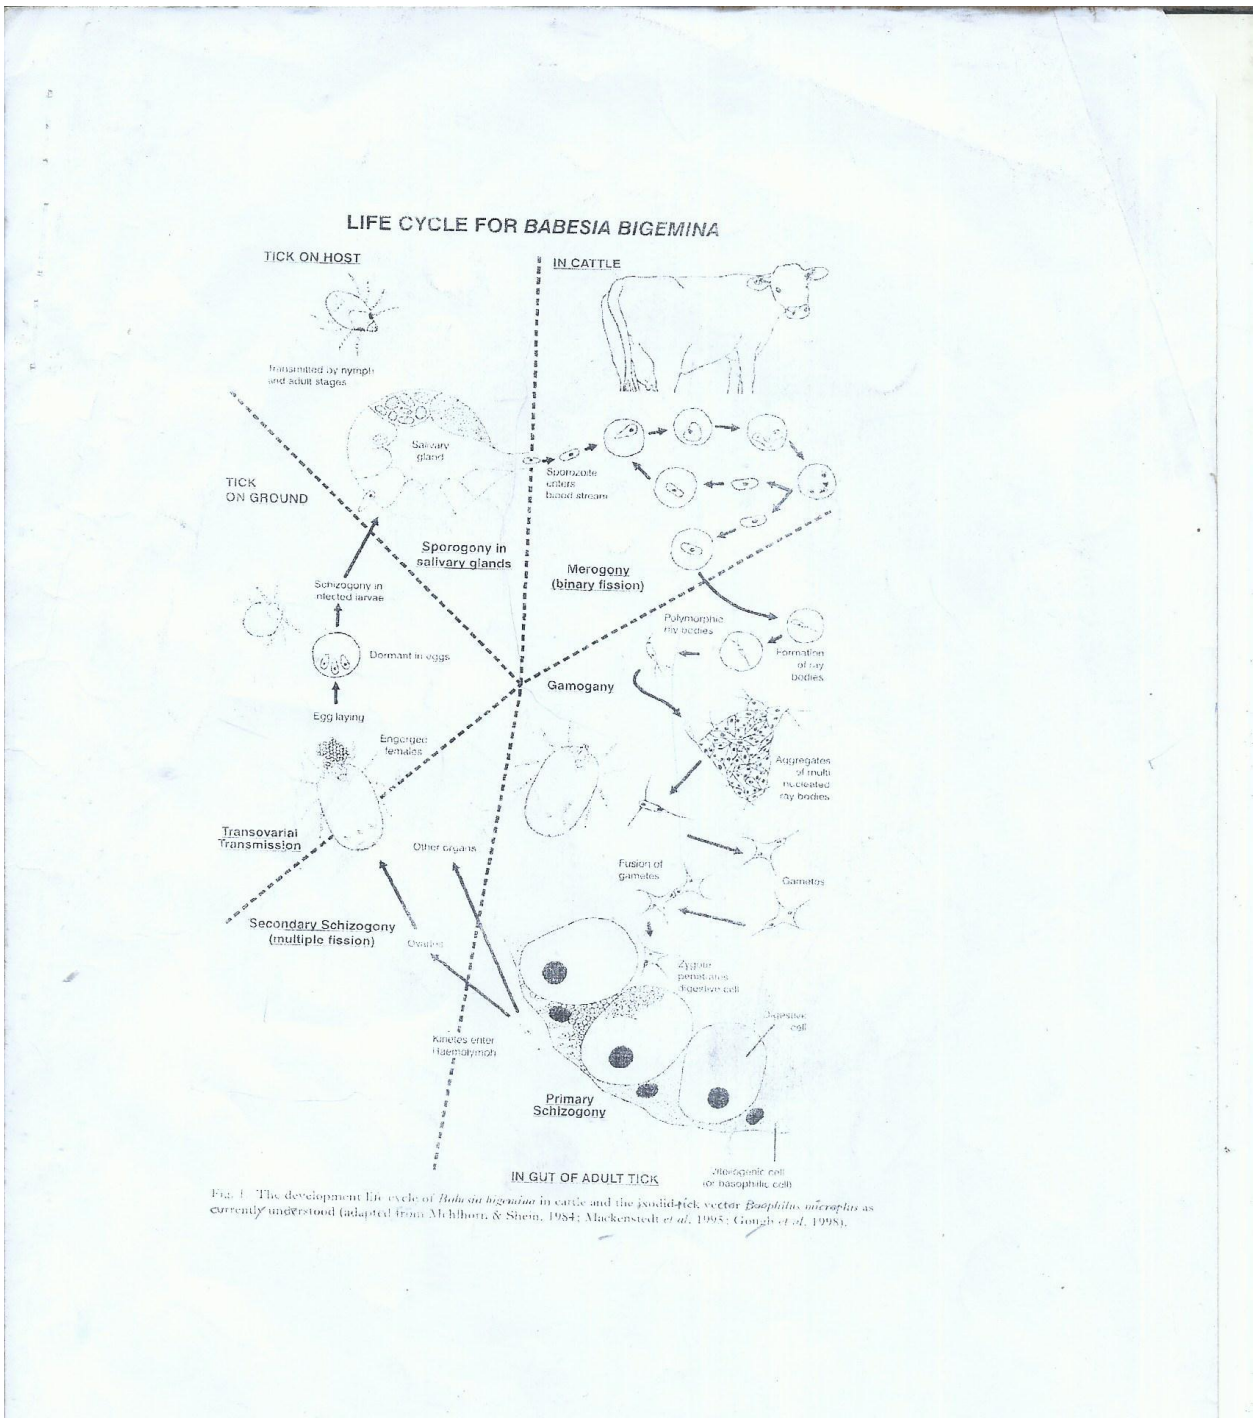 LIFE CYCLE FOR BABESIA BIGEMINA
TICK ON HOST
IN CATTLE
Transmitted by nymph
and adult stages
Salivary
gland
Sporozoite
enters
blood stream
TICK
ON GROUND
Sporogony in
salivary glands
Merogony
(binary fission)
Schizogony in
infected larvae
Dormant in eggs
Egg laying
Engorged
females
Polymorphic
ray bodies
Formation
of ray
bodies
Gamogany
Aggregates
of multi
nucleated
ray bodies
Transovarial
Transmission
Other organs
Fusion of
gametes
Gametes
Secondary Schizogony
(multiple fission)
Ovaries
Zygote
penetrates
digestive cell
Digestive
cell
Kinetes enter
Haemolymph
Primary
Schizogony
IN GUT OF ADULT TICK
cell
(or basophilic cell)
Fig. 1 The development life cycle of Babesia bigemina in cattle and the ixodid-tick vector Boophilus microplus as
currently understood (adapted from Mehlhorn & Shein, 1984; Mackenstedt et al, 1995; Gough et al, 1998).